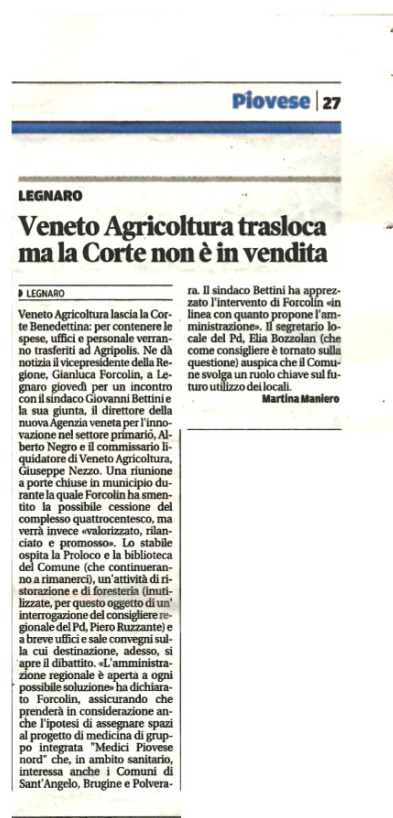 Piovese | 27
LEGNARO
Veneto Agricoltura trasloca
ma la Corte non è in vendita
LEGNARO
Veneto Agricoltura lascia la Cor-
te Benedettina: per contenere le
spese, uffici e personale verran-
no trasferiti ad Agripolis. Ne dà
notizia il vicepresidente della Re-
gione, Gianluca Forcolin, a Le-
gnaro giovedì per un incontro
con il sindaco Giovanni Bettini e
la sua giunta, il direttore della
nuova Agenzia veneta per l'inno-
vazione nel settore primario, Al-
berto Negro e il commissario li-
quidatore di Veneto Agricoltura,
Giuseppe Nezzo. Una riunione
a porte chiuse in municipio du-
rante la quale Forcolin ha smen-
tito la possibile cessione del
complesso quattrocentesco, ma
verrà invece «valorizzato, rilan-
ciato e promosso». Lo stabile
ospita la Proloco e la biblioteca
del Comune (che continueran-
no a rimanerci), un'attività di ri-
storazione e di foresteria (inuti-
lizzate, per questo oggetto di un'
interrogazione del consigliere re-
gionale del Pd, Piero Ruzzante) e
a breve uffici e sale convegni sul-
la cui destinazione, adesso, si
apre il dibattito. «L'amministra-
zione regionale è aperta a ogni
possibile soluzione» ha dichiara-
to Forcolin, assicurando che
prenderà in considerazione an-
che l'ipotesi di assegnare spazi
al progetto di medicina di grup-
po integrata "Medici Piovese
nord" che, in ambito sanitario,
interessa anche i Comuni di
Sant'Angelo, Brugine e Polvera-
ra. Il sindaco Bettini ha apprez-
zato l'intervento di Forcolin «in
linea con quanto propone l'am-
ministrazione». Il segretario lo-
cale del Pd, Elia Bozzolan (che
come consigliere è tornato sulla
questione) auspica che il Comu-
ne svolga un ruolo chiave sul fu-
turo utilizzo dei locali.
Martina Maniero